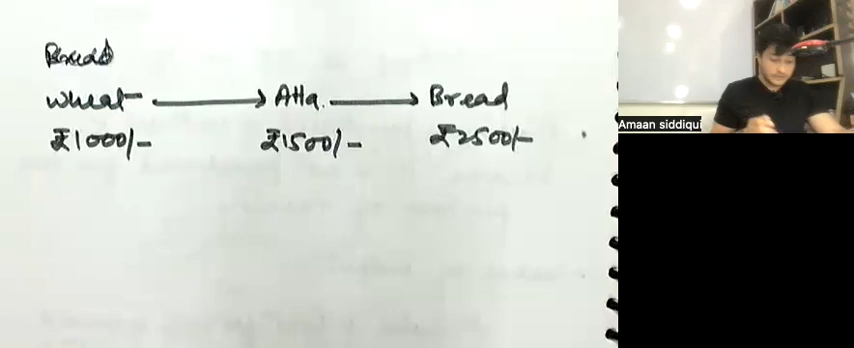 Bread
Wheat → Atta → Bread
₹1000/- ₹1500/- ₹2500/-
Amaan siddiqui